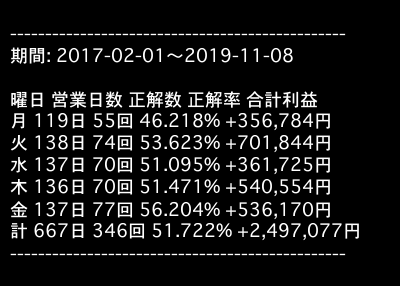 ------------------------------------------------
期間: 2017-02-01～2019-11-08
曜日 営業日数 正解数 正解率 合計利益
月 119日 55回 46.218% +356,784円
火 138日 74回 53.623% +701,844円
水 137日 70回 51.095% +361,725円
木 136日 70回 51.471% +540,554円
金 137日 77回 56.204% +536,170円
計 667日 346回 51.722% +2,497,077円
------------------------------------------------